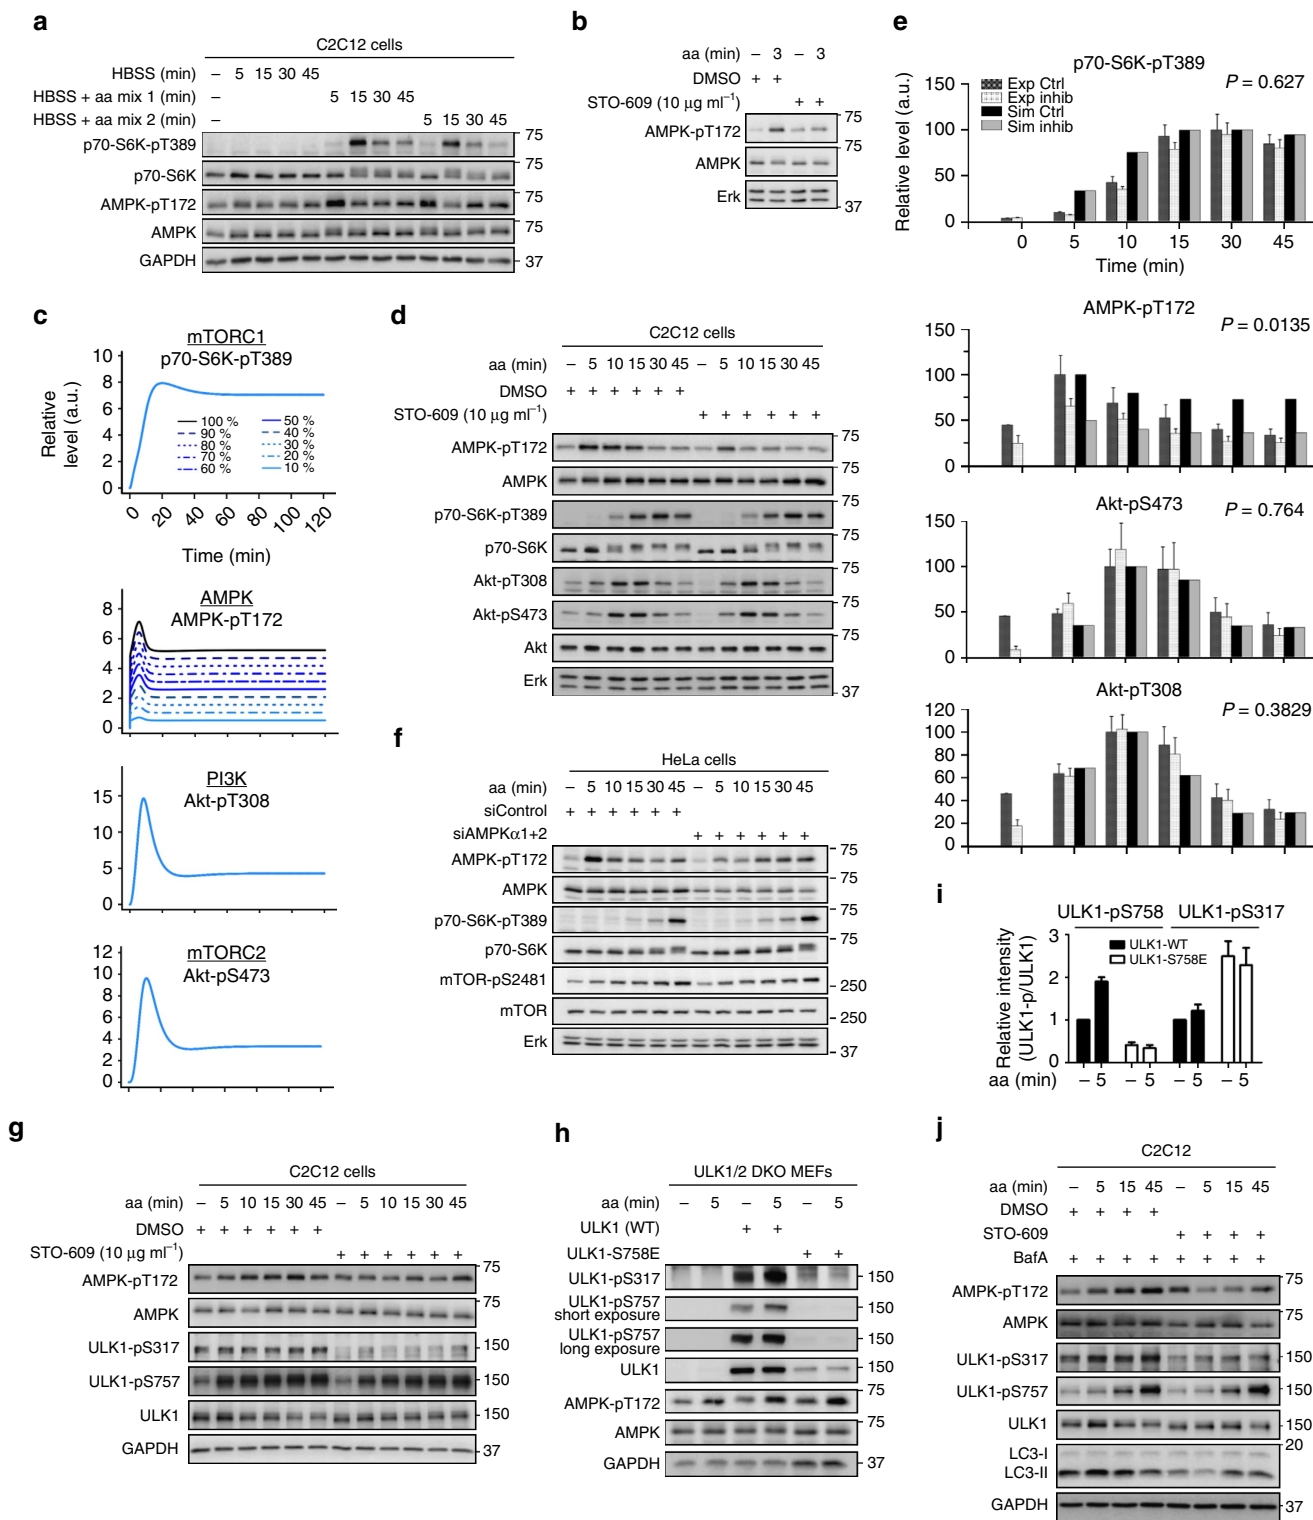 a
C2C12 cells
HBSS (min) – 5 15 30 45
HBSS + aa mix 1 (min) – 5 15 30 45
HBSS + aa mix 2 (min) – 5 15 30 45
p70-S6K-pT389 75
p70-S6K 75
AMPK-pT172 75
AMPK 75
GAPDH 37
b
aa (min) – 3 – 3
DMSO + +
STO-609 (10 µg ml–1) + +
AMPK-pT172 75
AMPK 75
Erk 37
c
mTORC1
p70-S6K-pT389
Relative
level (a.u.)
10
8
6
4
2
0
100 % 50 %
90 % 40 %
80 % 30 %
70 % 20 %
60 % 10 %
0 20 40 60 80 100 120
Time (min)
AMPK
AMPK-pT172
8
6
4
2
0
PI3K
Akt-pT308
15
10
5
0
mTORC2
Akt-pS473
12
10
8
6
4
2
0
d
C2C12 cells
aa (min) – 5 10 15 30 45 – 5 10 15 30 45
DMSO + + + + + +
STO-609 (10 µg ml–1) + + + + + +
AMPK-pT172 75
AMPK 75
p70-S6K-pT389 75
p70-S6K 75
Akt-pT308 75
Akt-pS473 75
Akt 75
Erk 37
e
p70-S6K-pT389
P = 0.627
Exp Ctrl
Exp inhib
Sim Ctrl
Sim inhib
Relative level (a.u.)
150
100
50
0
0 5 10 15 30 45
Time (min)
AMPK-pT172
P = 0.0135
150
100
50
0
Akt-pS473
P = 0.764
150
100
50
0
Akt-pT308
P = 0.3829
120
100
80
60
40
20
0
f
HeLa cells
aa (min) – 5 10 15 30 45 – 5 10 15 30 45
siControl + + + + + +
siAMPKα1+2 + + + + + +
AMPK-pT172 75
AMPK 75
p70-S6K-pT389 75
p70-S6K 75
mTOR-pS2481 250
mTOR 250
Erk 37
i
ULK1-pS758 ULK1-pS317
ULK1-WT
ULK1-S758E
Relative intensity
(ULK1-p/ULK1)
3
2
1
0
aa (min) – 5 – 5 – 5 – 5
g
C2C12 cells
aa (min) – 5 10 15 30 45 – 5 10 15 30 45
DMSO + + + + + +
STO-609 (10 µg ml–1) + + + + + +
AMPK-pT172 75
AMPK 75
ULK1-pS317 150
ULK1-pS757 150
ULK1 150
GAPDH 37
h
ULK1/2 DKO MEFs
aa (min) – 5 – 5 – 5
ULK1 (WT) + +
ULK1-S758E + +
ULK1-pS317 150
ULK1-pS757
short exposure 150
ULK1-pS757
long exposure 150
ULK1 150
AMPK-pT172 75
AMPK 75
GAPDH 37
j
C2C12
aa (min) – 5 15 45 – 5 15 45
DMSO + + + +
STO-609 + + + +
BafA + + + + + + + +
AMPK-pT172 75
AMPK 75
ULK1-pS317 150
ULK1-pS757 150
ULK1 150
20
LC3-I
LC3-II
GAPDH 37